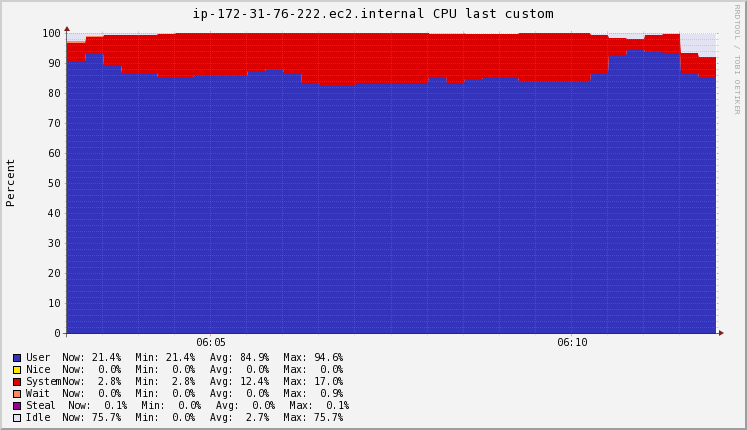 ip-172-31-76-222.ec2.internal CPU last custom
RRDTOOL / TOBI OETIKER
Percent
100
90
80
70
60
50
40
30
20
10
0
06:05 06:10
User Now: 21.4% Min: 21.4% Avg: 84.9% Max: 94.6%
Nice Now: 0.0% Min: 0.0% Avg: 0.0% Max: 0.0%
System Now: 2.8% Min: 2.8% Avg: 12.4% Max: 17.0%
Wait Now: 0.0% Min: 0.0% Avg: 0.0% Max: 0.9%
Steal Now: 0.1% Min: 0.0% Avg: 0.0% Max: 0.1%
Idle Now: 75.7% Min: 0.0% Avg: 2.7% Max: 75.7%